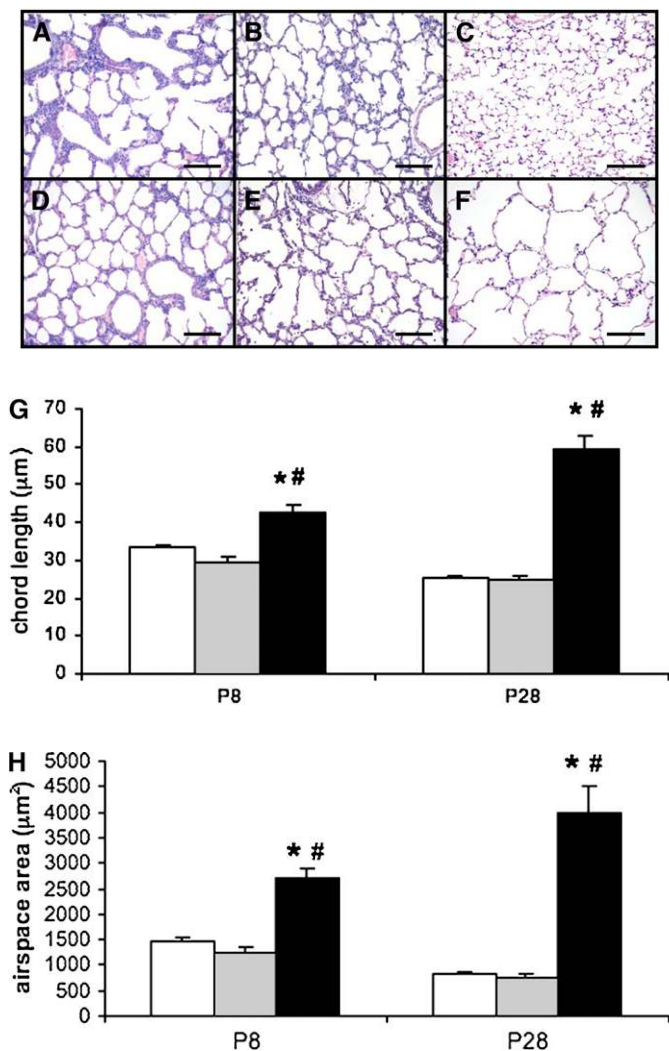 A B C
D E F
G
70
60
50
40
30
20
10
0
chord length (μm)
* #
* #
P8 P28
H
5000
4500
4000
3500
3000
2500
2000
1500
1000
500
0
airspace area (μm²)
* #
* #
P8 P28